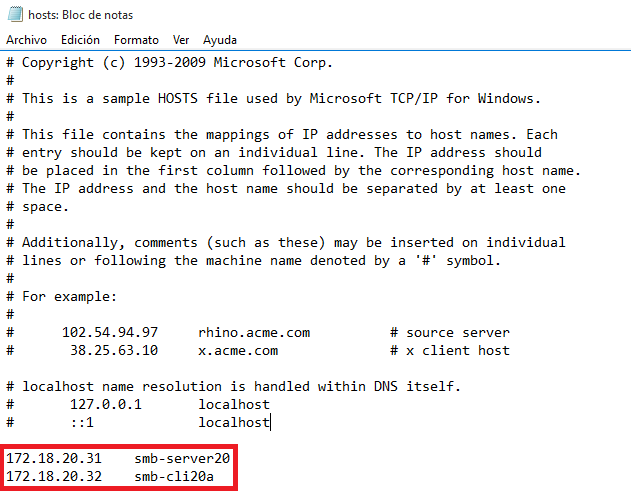 hosts: Bloc de notas
Archivo Edición Formato Ver Ayuda
# Copyright (c) 1993-2009 Microsoft Corp.
#
# This is a sample HOSTS file used by Microsoft TCP/IP for Windows.
#
# This file contains the mappings of IP addresses to host names. Each
# entry should be kept on an individual line. The IP address should
# be placed in the first column followed by the corresponding host name.
# The IP address and the host name should be separated by at least one
# space.
#
# Additionally, comments (such as these) may be inserted on individual
# lines or following the machine name denoted by a '#' symbol.
#
# For example:
#
#      102.54.94.97     rhino.acme.com          # source server
#       38.25.63.10     x.acme.com              # x client host

# localhost name resolution is handled within DNS itself.
#       127.0.0.1       localhost
#       ::1             localhost

172.18.20.31    smb-server20
172.18.20.32    smb-cli20a